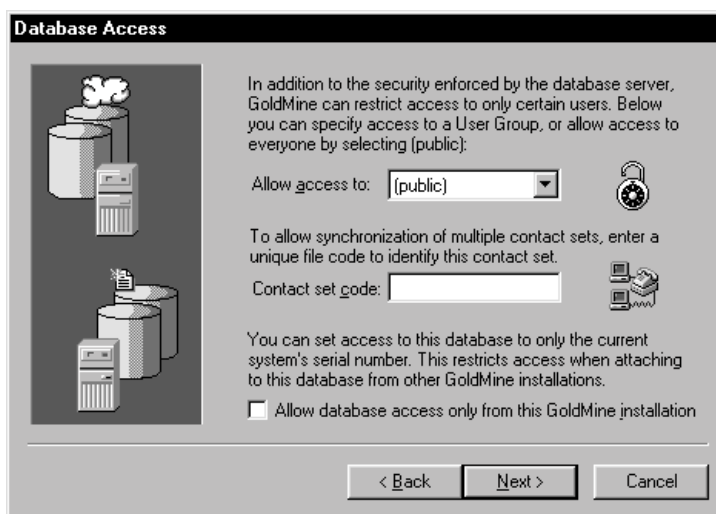 Database Access
In addition to the security enforced by the database server,
GoldMine can restrict access to only certain users. Below
you can specify access to a User Group, or allow access to
everyone by selecting (public):
Allow access to: (public)
To allow synchronization of multiple contact sets, enter a
unique file code to identify this contact set.
Contact set code:
You can set access to this database to only the current
system's serial number. This restricts access when attaching
to this database from other GoldMine installations.
Allow database access only from this GoldMine installation
< Back Next > Cancel